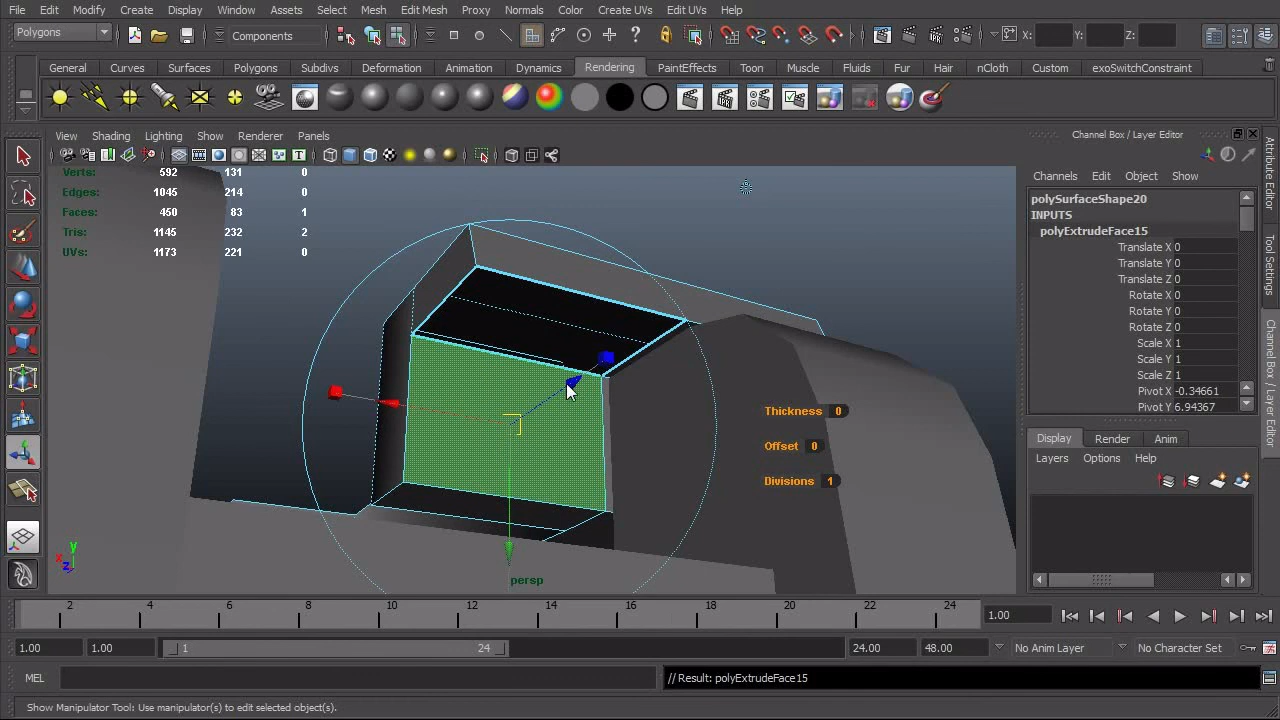 File Edit Modify Create Display Window Assets Select Mesh Edit Mesh Proxy Normals Color Create UVs Edit UVs Help
Polygons Components X: Y: Z:
General Curves Surfaces Polygons Subdivs Deformation Animation Dynamics Rendering PaintEffects Toon Muscle Fluids Fur Hair nCloth Custom exoSwitchConstraint
View Shading Lighting Show Renderer Panels
Channel Box / Layer Editor
Channels Edit Object Show
Verts: 592 131 0
Edges: 1045 214 0
Faces: 450 83 1
Tris: 1145 232 2
UVs: 1173 221 0
polySurfaceShape20
INPUTS
polyExtrudeFace15
Translate X 0
Translate Y 0
Translate Z 0
Rotate X 0
Rotate Y 0
Rotate Z 0
Scale X 1
Scale Y 1
Scale Z 1
Pivot X -0.34661
Pivot Y 6.94367
Thickness 0
Offset 0
Divisions 1
Display Render Anim
Layers Options Help
Attribute Editor
Tool Settings
Channel Box / Layer Editor
y
x
z
persp
2 4 6 8 10 12 14 16 18 20 22 24 1.00
1.00 1.00 1 24 24.00 48.00 No Anim Layer No Character Set
MEL // Result: polyExtrudeFace15
Show Manipulator Tool: Use manipulator(s) to edit selected object(s).